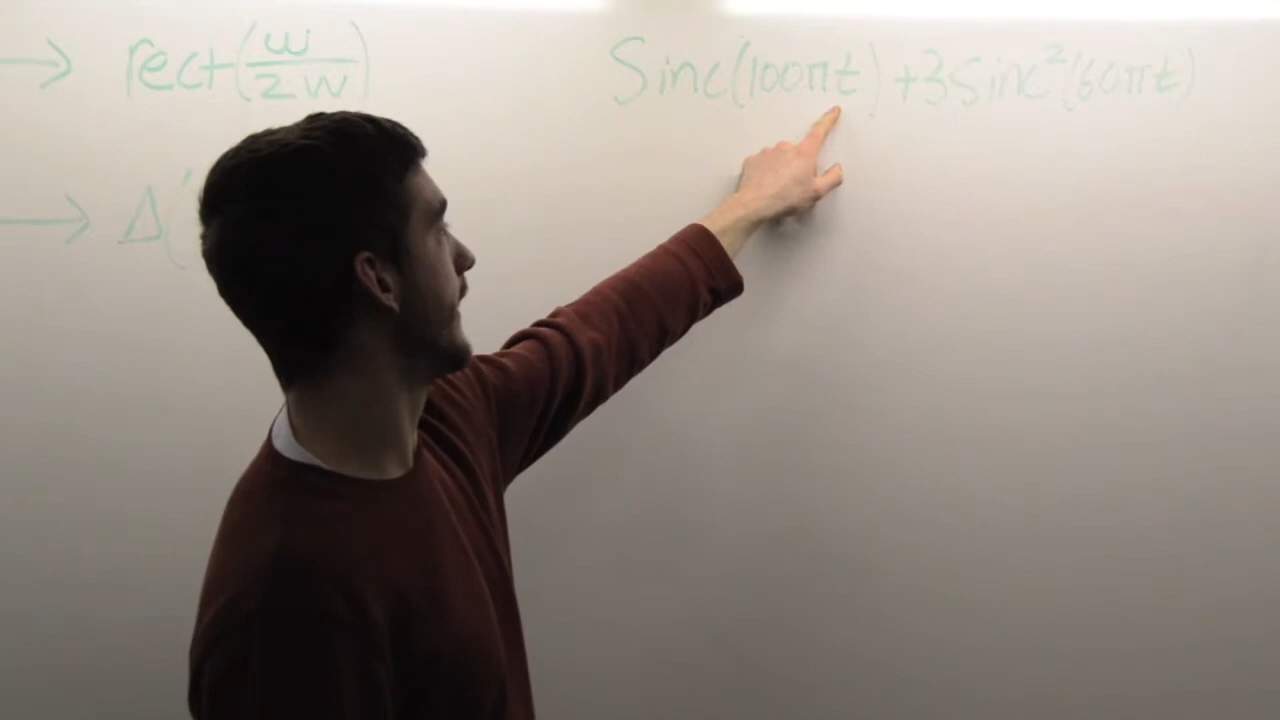 → rect(ω/2W) Sinc(100πt) + 3Sinc²(60πt)
→ Δ(